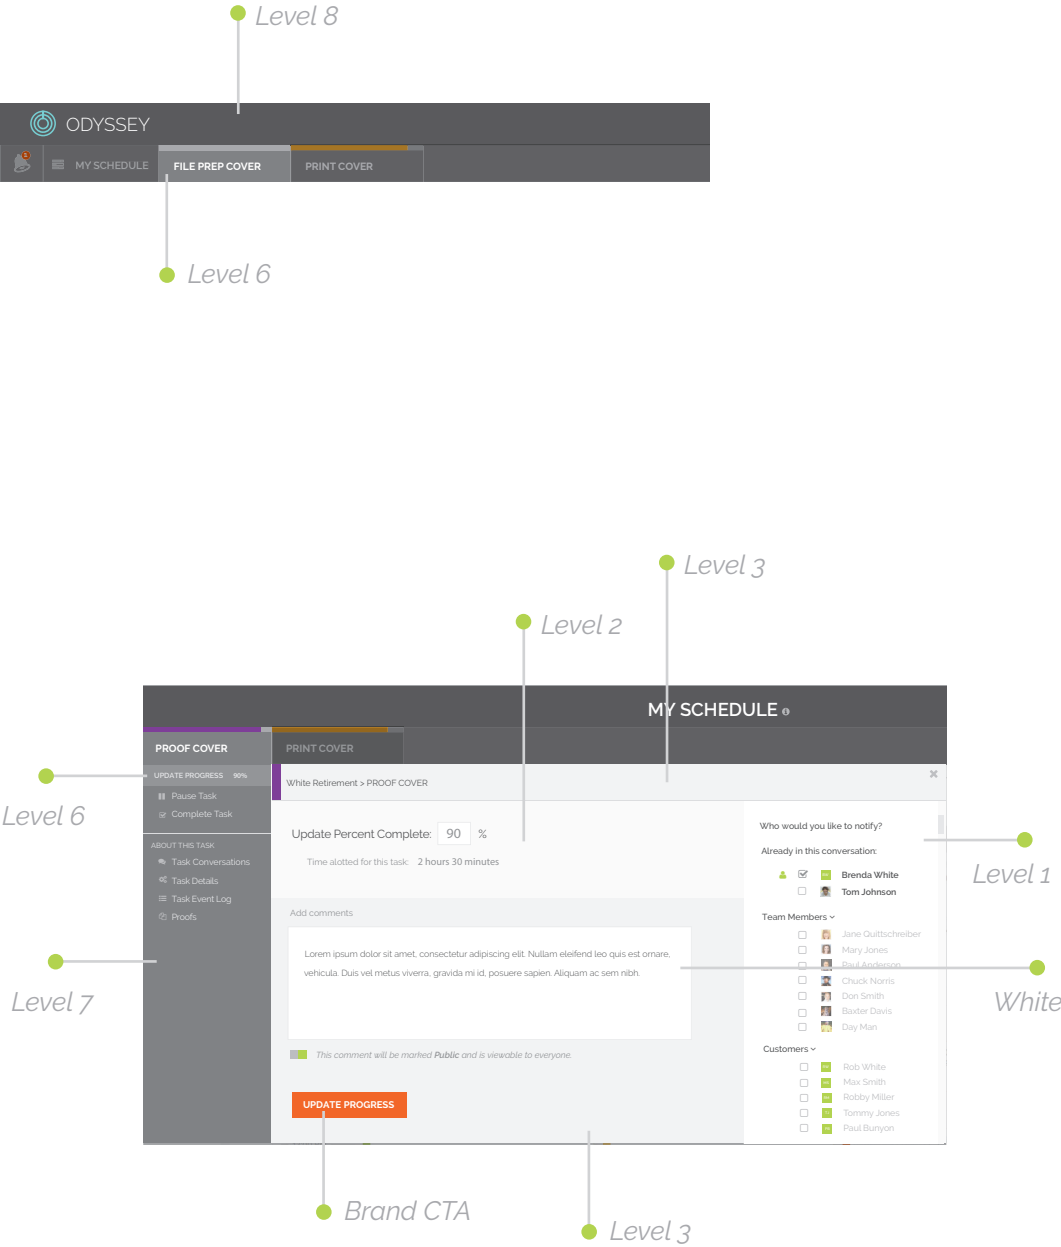 Level 8
ODYSSEY
MY SCHEDULE
FILE PREP COVER
PRINT COVER
Level 6
Level 3
Level 2
MY SCHEDULE
PROOF COVER
PRINT COVER
UPDATE PROGRESS 90%
Pause Task
Complete Task
ABOUT THIS TASK
Task Conversations
Task Details
Task Event Log
Proofs
Level 6
Level 7
White Retirement > PROOF COVER
Update Percent Complete: 90 %
Time alotted for this task: 2 hours 30 minutes
Add comments
Lorem ipsum dolor sit amet, consectetur adipiscing elit. Nullam eleifend leo quis est ornare,
vehicula. Duis vel metus viverra, gravida mi id, posuere sapien. Aliquam ac sem nibh.
This comment will be marked Public and is viewable to everyone.
UPDATE PROGRESS
Who would you like to notify?
Already in this conversation:
Brenda White
Tom Johnson
Team Members
Jane Quittschreiber
Mary Jones
Paul Anderson
Chuck Norris
Don Smith
Baxter Davis
Day Man
Customers
Rob White
Max Smith
Robby Miller
Tommy Jones
Paul Bunyon
Level 1
White
Brand CTA
Level 3